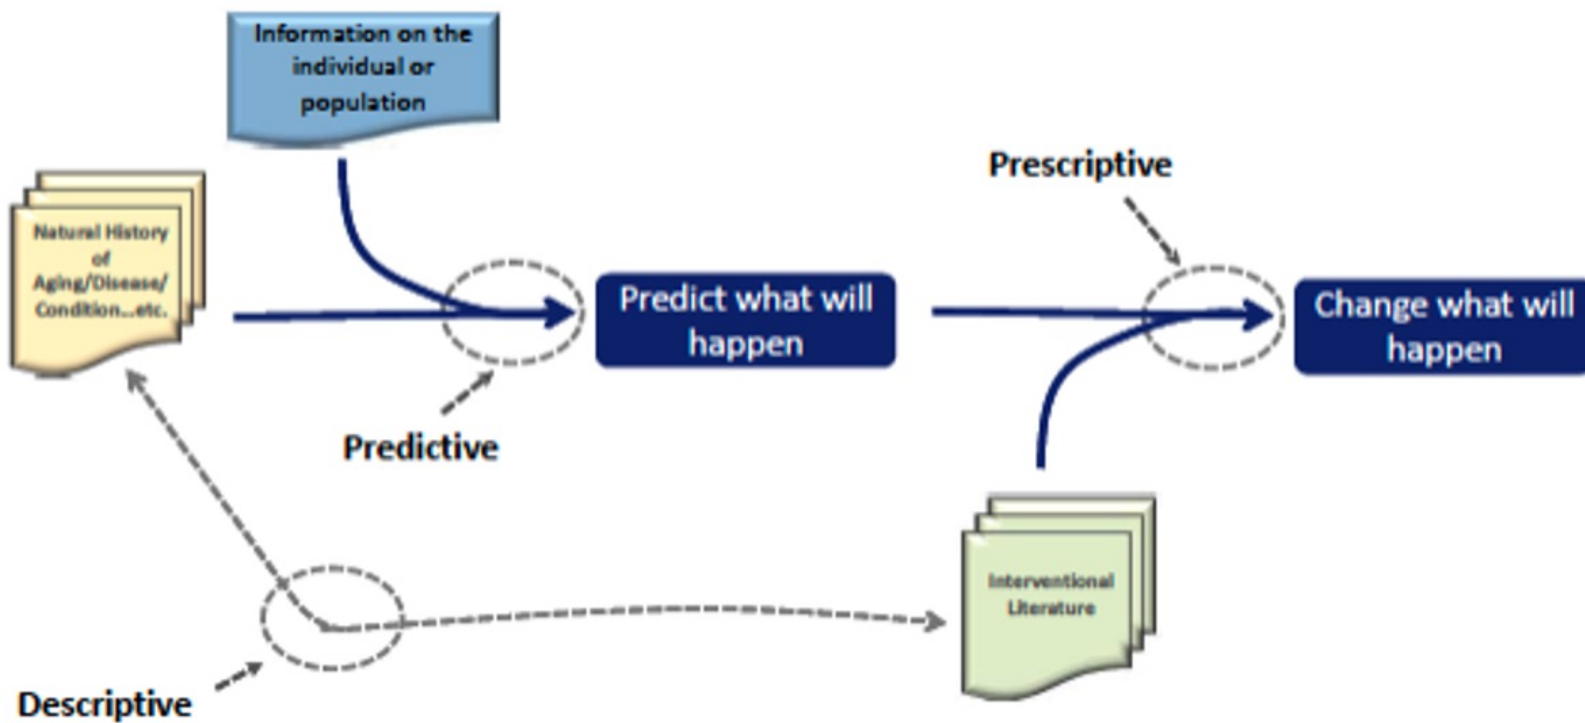 Information on the
individual or
population
Prescriptive
Natural History
of
Aging/Disease/
Condition...etc.
Predict what will
happen
Change what will
happen
Predictive
Interventional
Literature
Descriptive